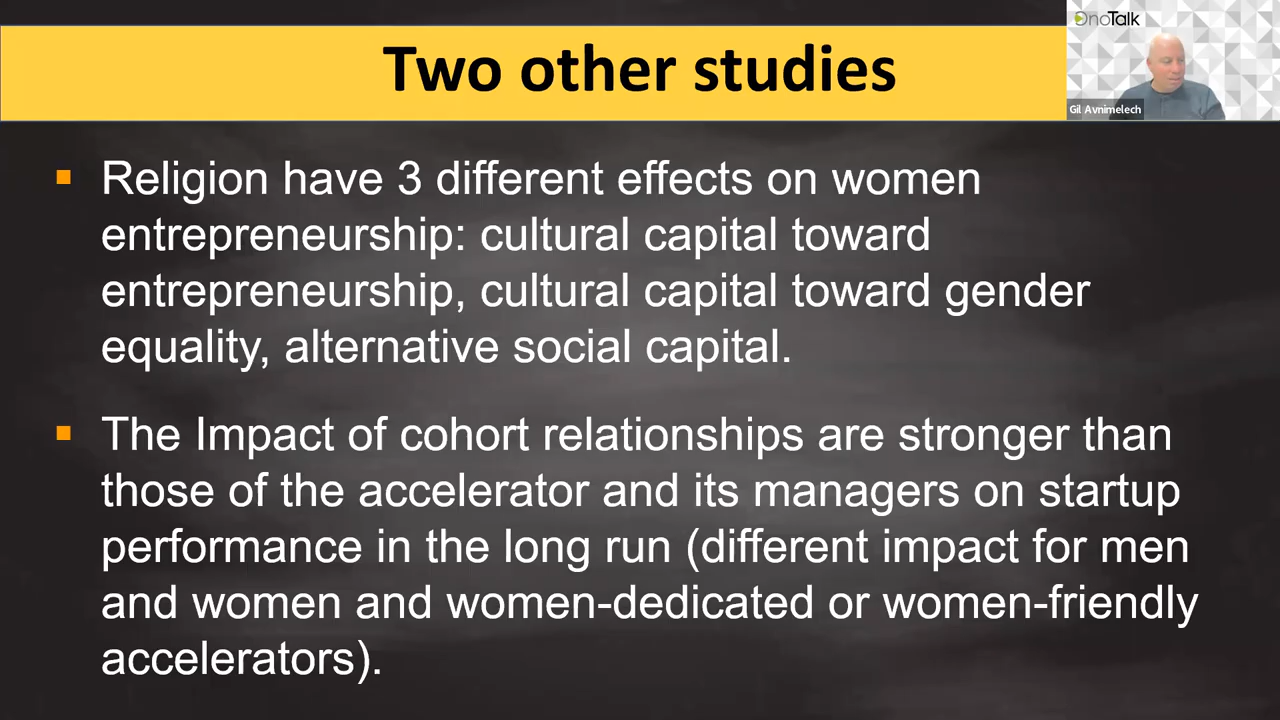 Two other studies
OnoTalk
Gil Avnimelech
Religion have 3 different effects on women
entrepreneurship: cultural capital toward
entrepreneurship, cultural capital toward gender
equality, alternative social capital.
The Impact of cohort relationships are stronger than
those of the accelerator and its managers on startup
performance in the long run (different impact for men
and women and women-dedicated or women-friendly
accelerators).